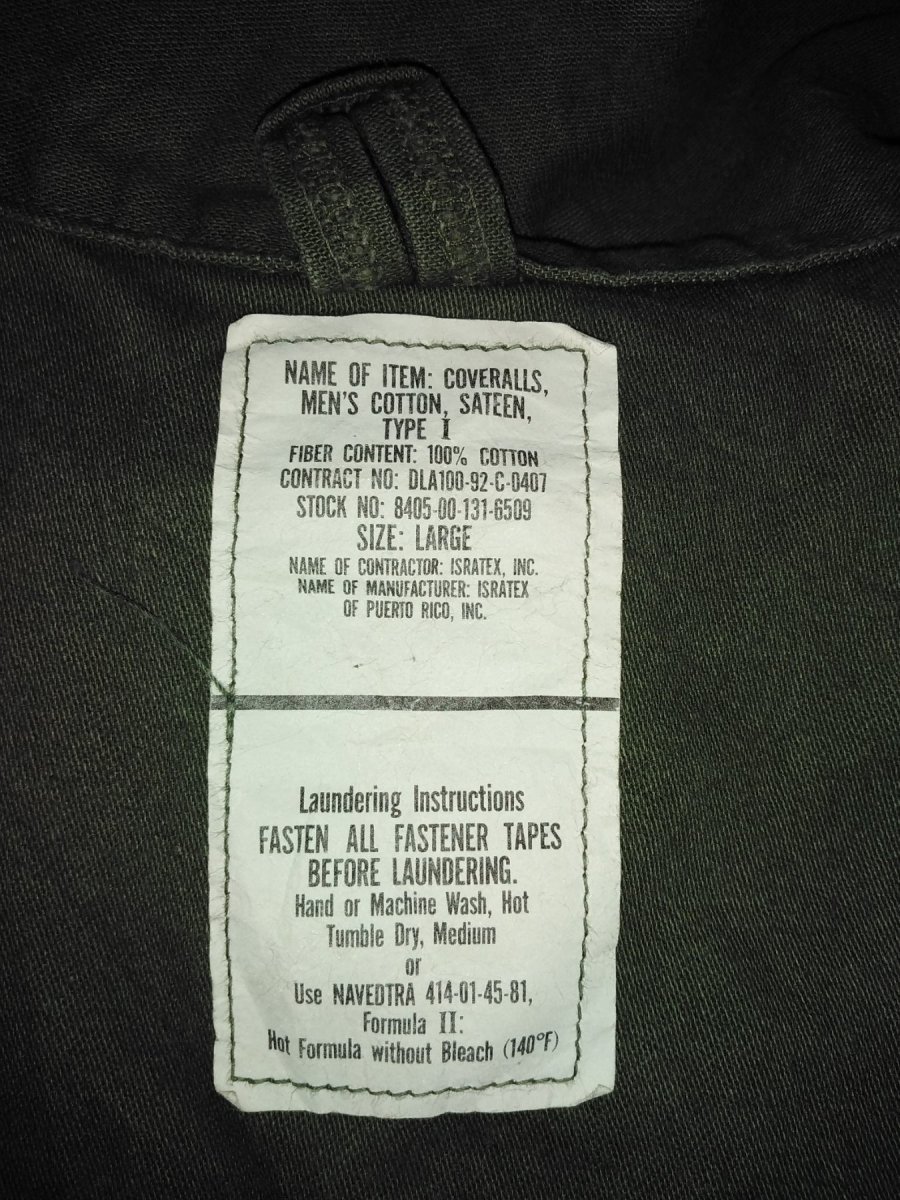 NAME OF ITEM: COVERALLS,
MEN'S COTTON, SATEEN,
TYPE I
FIBER CONTENT: 100% COTTON
CONTRACT NO: DLA100-92-C-0407
STOCK NO: 8405-00-131-6509
SIZE: LARGE
NAME OF CONTRACTOR: ISRATEX, INC.
NAME OF MANUFACTURER: ISRATEX
OF PUERTO RICO, INC.
Laundering Instructions
FASTEN ALL FASTENER TAPES
BEFORE LAUNDERING.
Hand or Machine Wash, Hot
Tumble Dry, Medium
or
Use NAVEDTRA 414-01-45-81,
Formula II:
Hot Formula without Bleach (140°F)